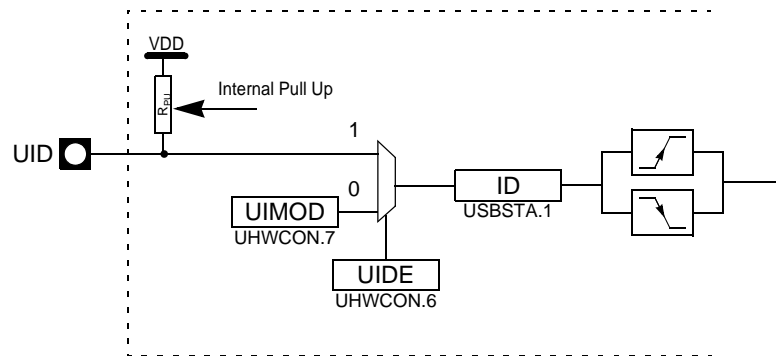 VDD
RPU
Internal Pull Up
1
UID
0
UIMOD
UHWCON.7
ID
USBSTA.1
UIDE
UHWCON.6